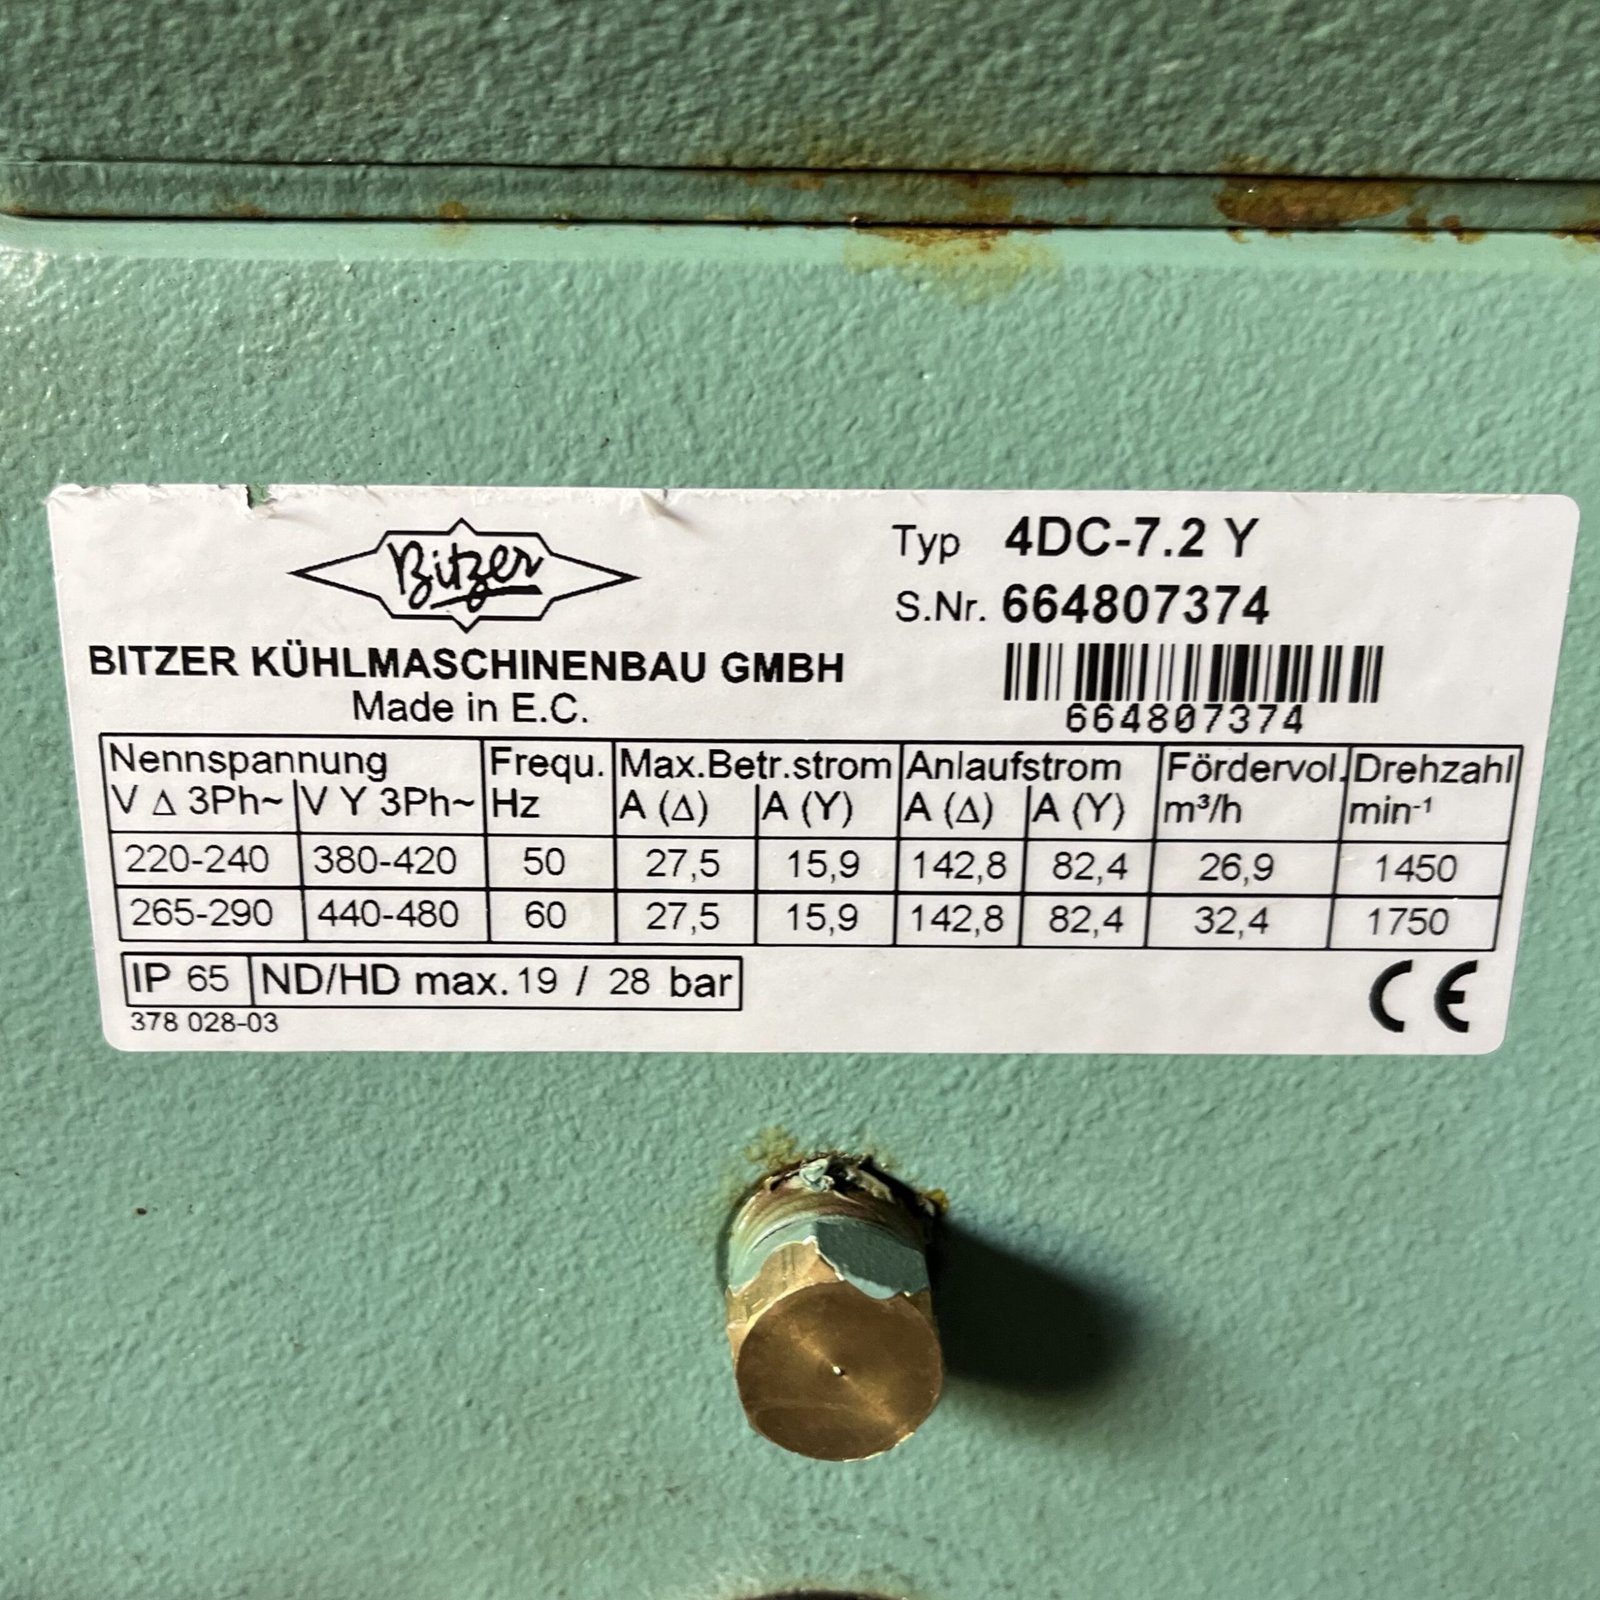 Bitzer
BITZER KÜHLMASCHINENBAU GMBH
Made in E.C.
Typ 4DC-7.2 Y
S.Nr. 664807374
664807374
Nennspannung Frequ. Max.Betr.strom Anlaufstrom Fördervol. Drehzahl
V Δ 3Ph~ V Y 3Ph~ Hz A (Δ) A (Y) A (Δ) A (Y) m³/h min⁻¹
220-240 380-420 50 27,5 15,9 142,8 82,4 26,9 1450
265-290 440-480 60 27,5 15,9 142,8 82,4 32,4 1750
IP 65 ND/HD max. 19 / 28 bar
378 028-03
CE